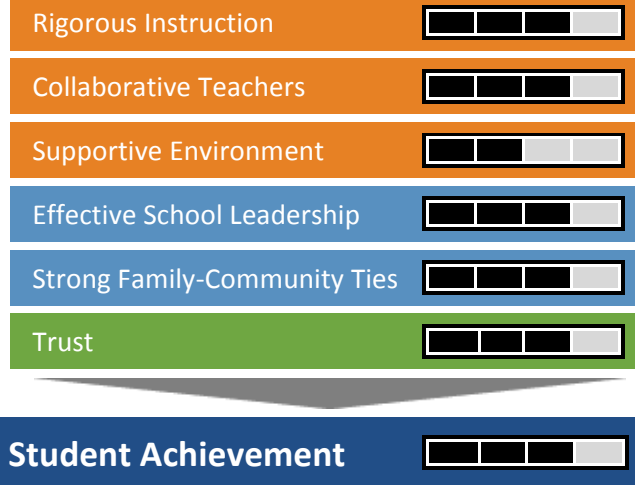 Rigorous Instruction
Collaborative Teachers
Supportive Environment
Effective School Leadership
Strong Family-Community Ties
Trust
Student Achievement